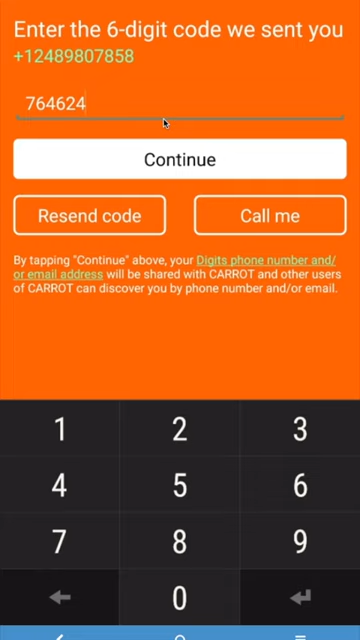 Enter the 6-digit code we sent you
+12489807858
764624
Continue
Resend code
Call me
By tapping "Continue" above, your Digits phone number and/
or email address will be shared with CARROT and other users
of CARROT can discover you by phone number and/or email.
1 2 3
4 5 6
7 8 9
0